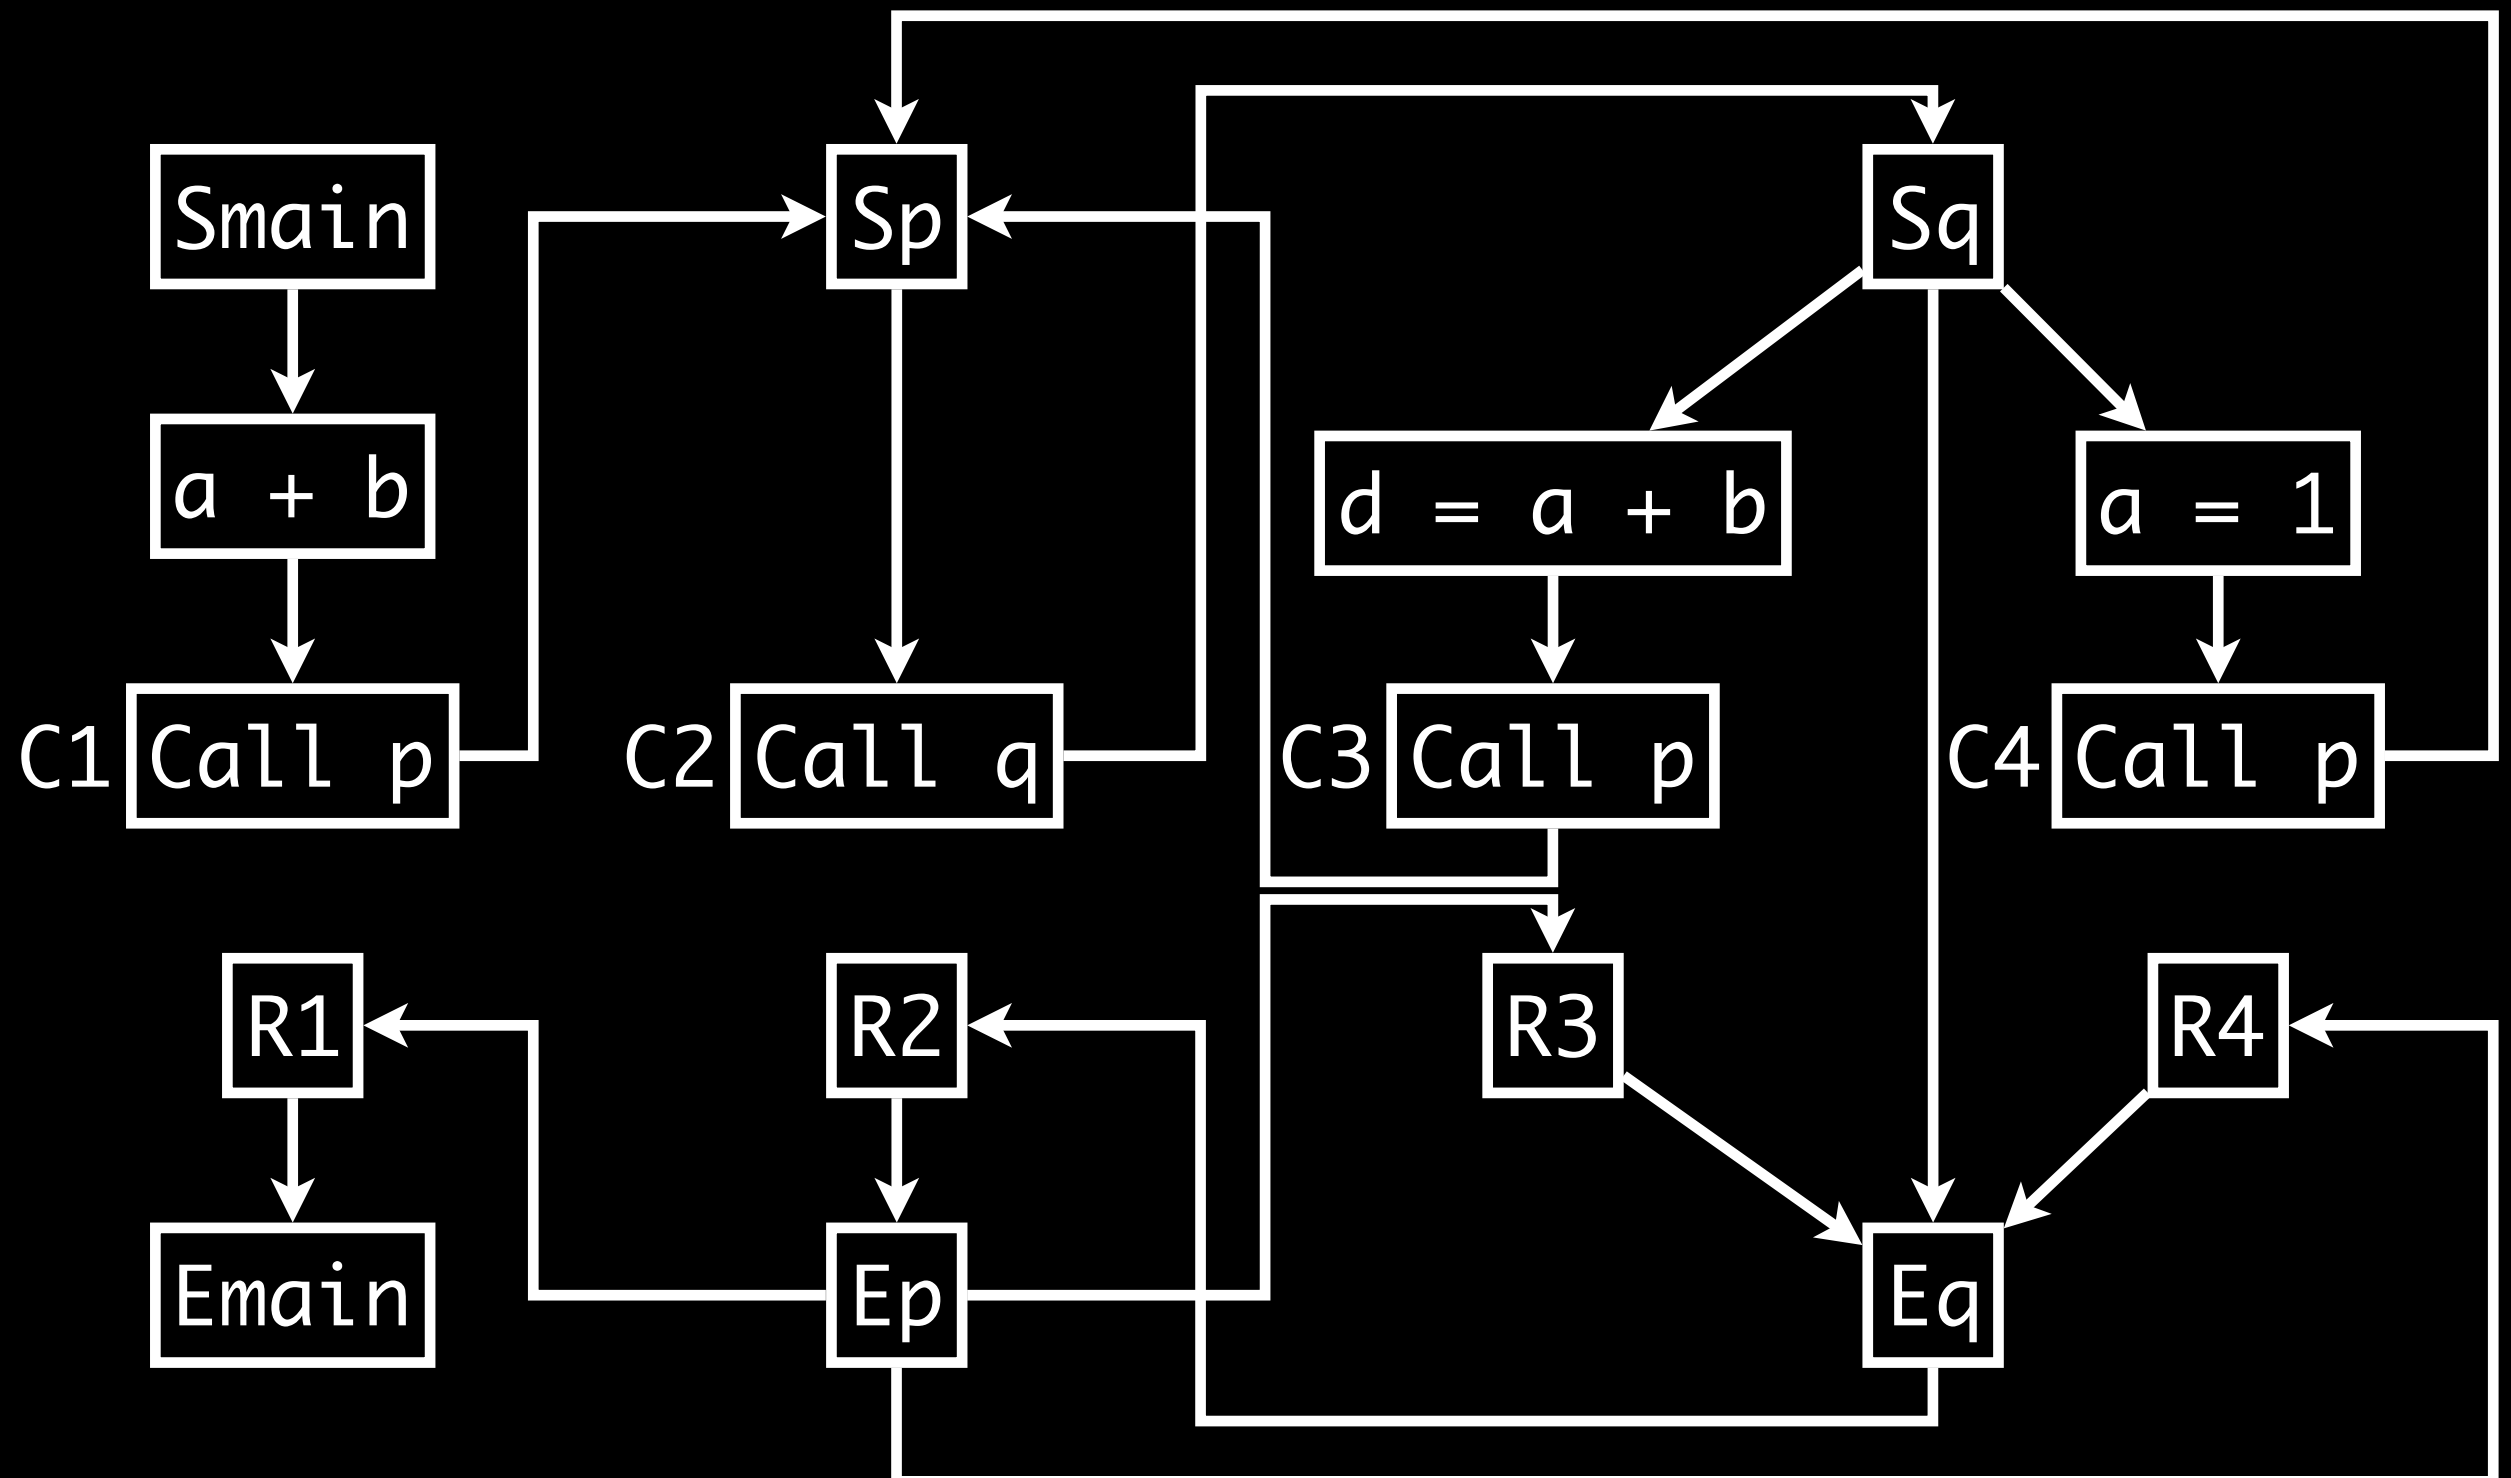 Smain
Sp
Sq
a + b
d = a + b
a = 1
C1 Call p
C2 Call q
C3 Call p
C4 Call p
R1
R2
R3
R4
Emain
Ep
Eq